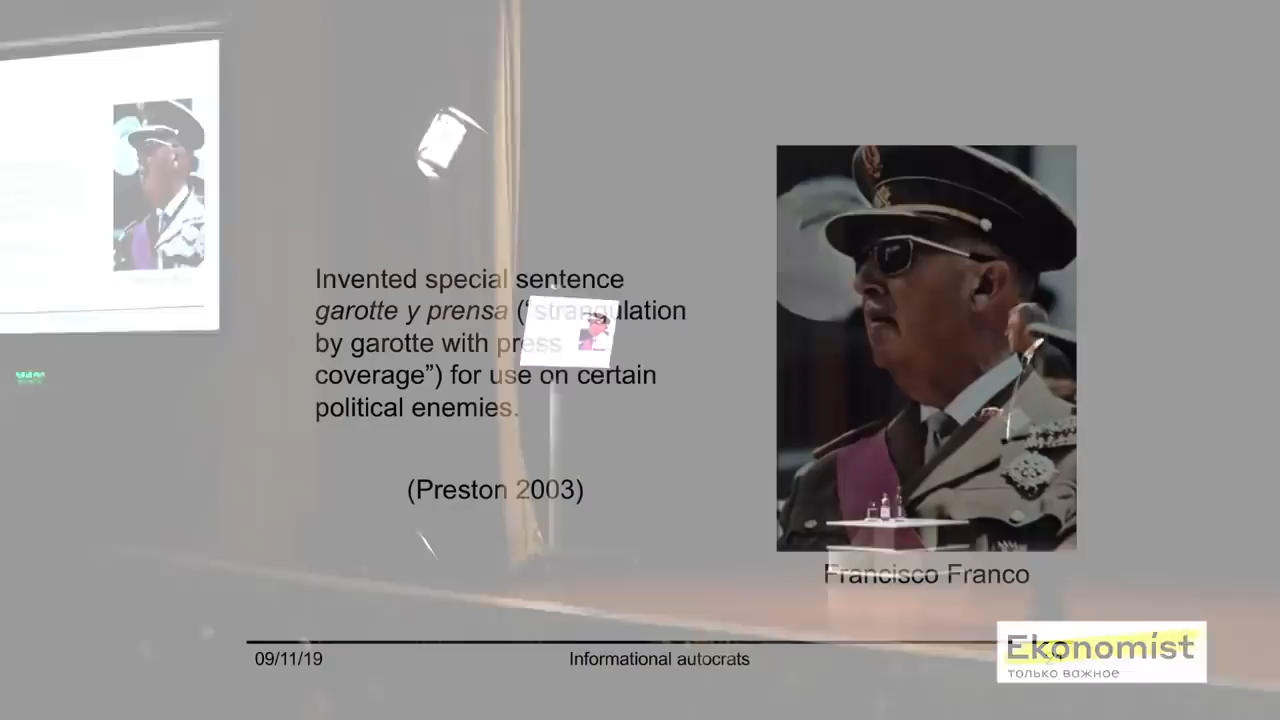 Invented special sentence
garotte y prensa (“strangulation
by garotte with press
coverage”) for use on certain
political enemies.
(Preston 2003)
Francisco Franco
09/11/19
Informational autocrats
Ekonomíst
только важное